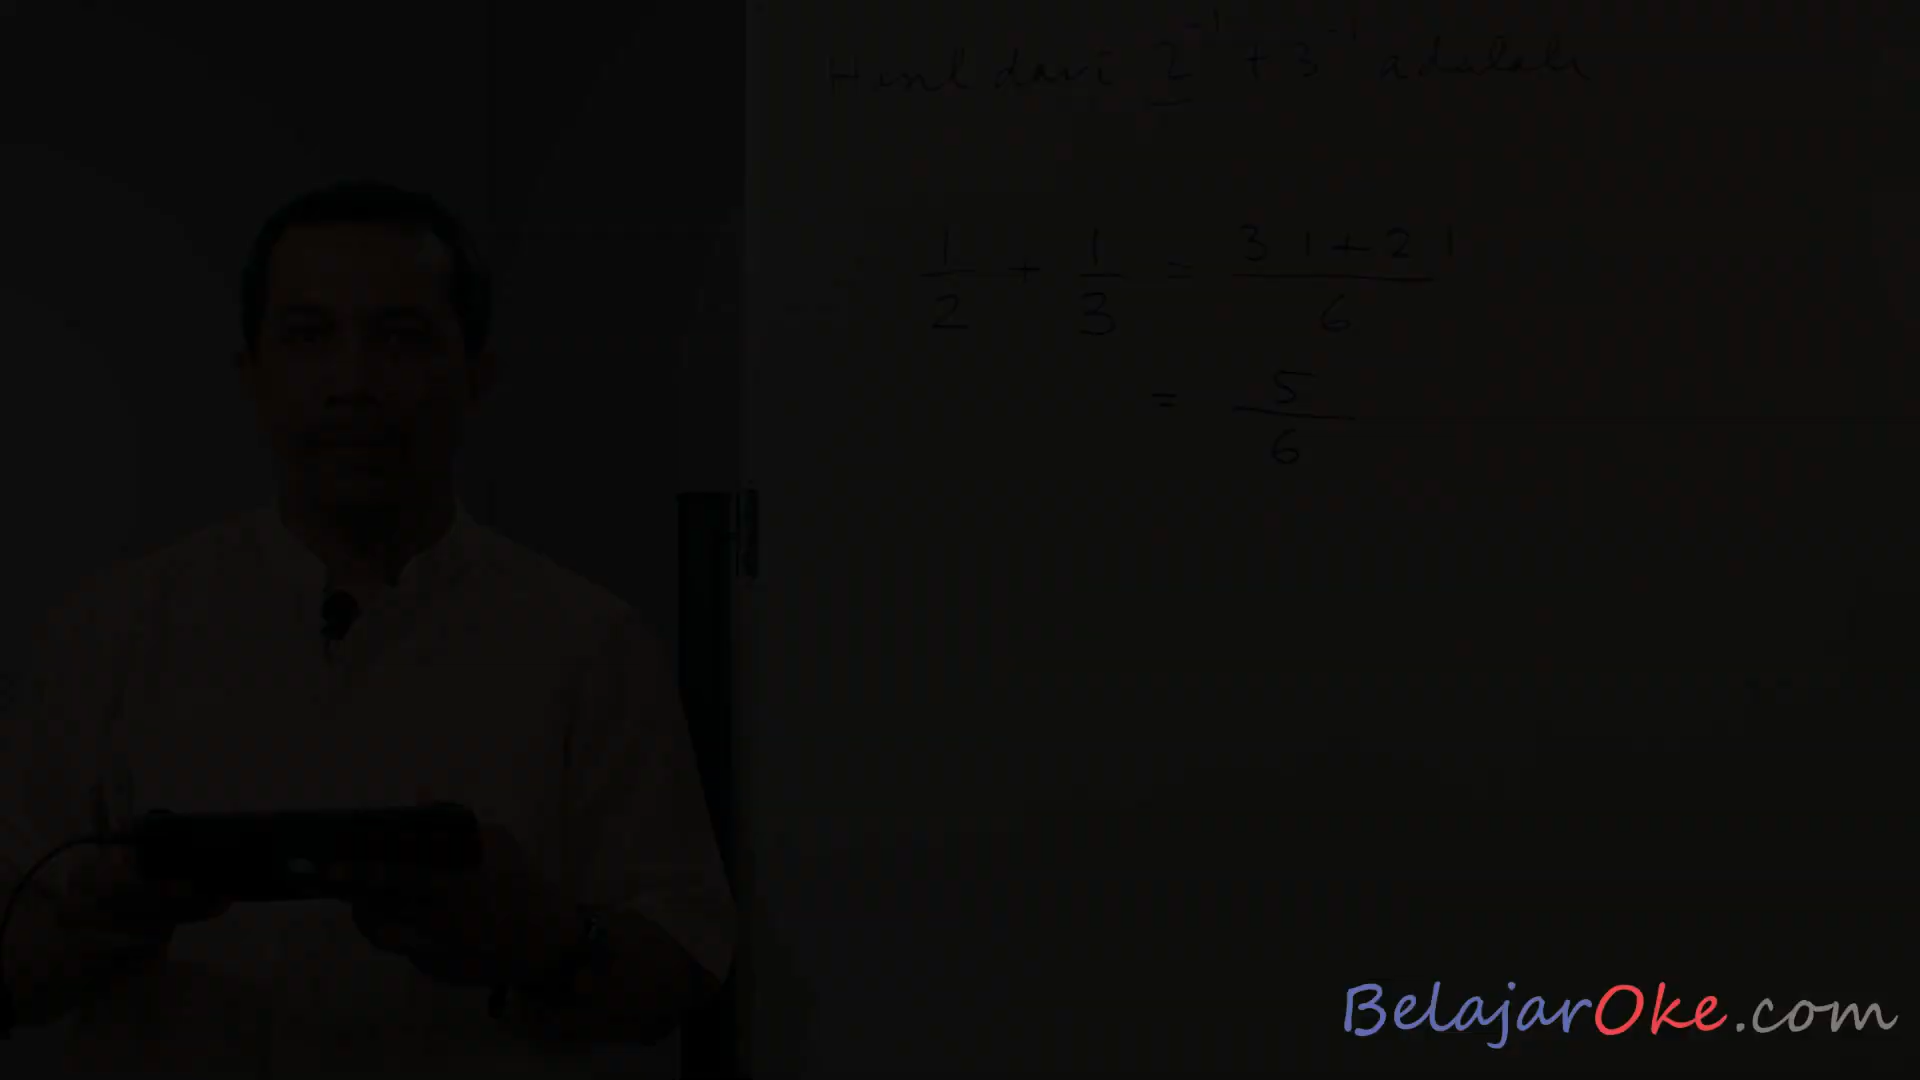 Hasil dari 2⁻¹ + 3⁻¹ adalah
1/2 + 1/3 = 3 1 + 2 1 / 6
= 5/6
BelajarOke.com